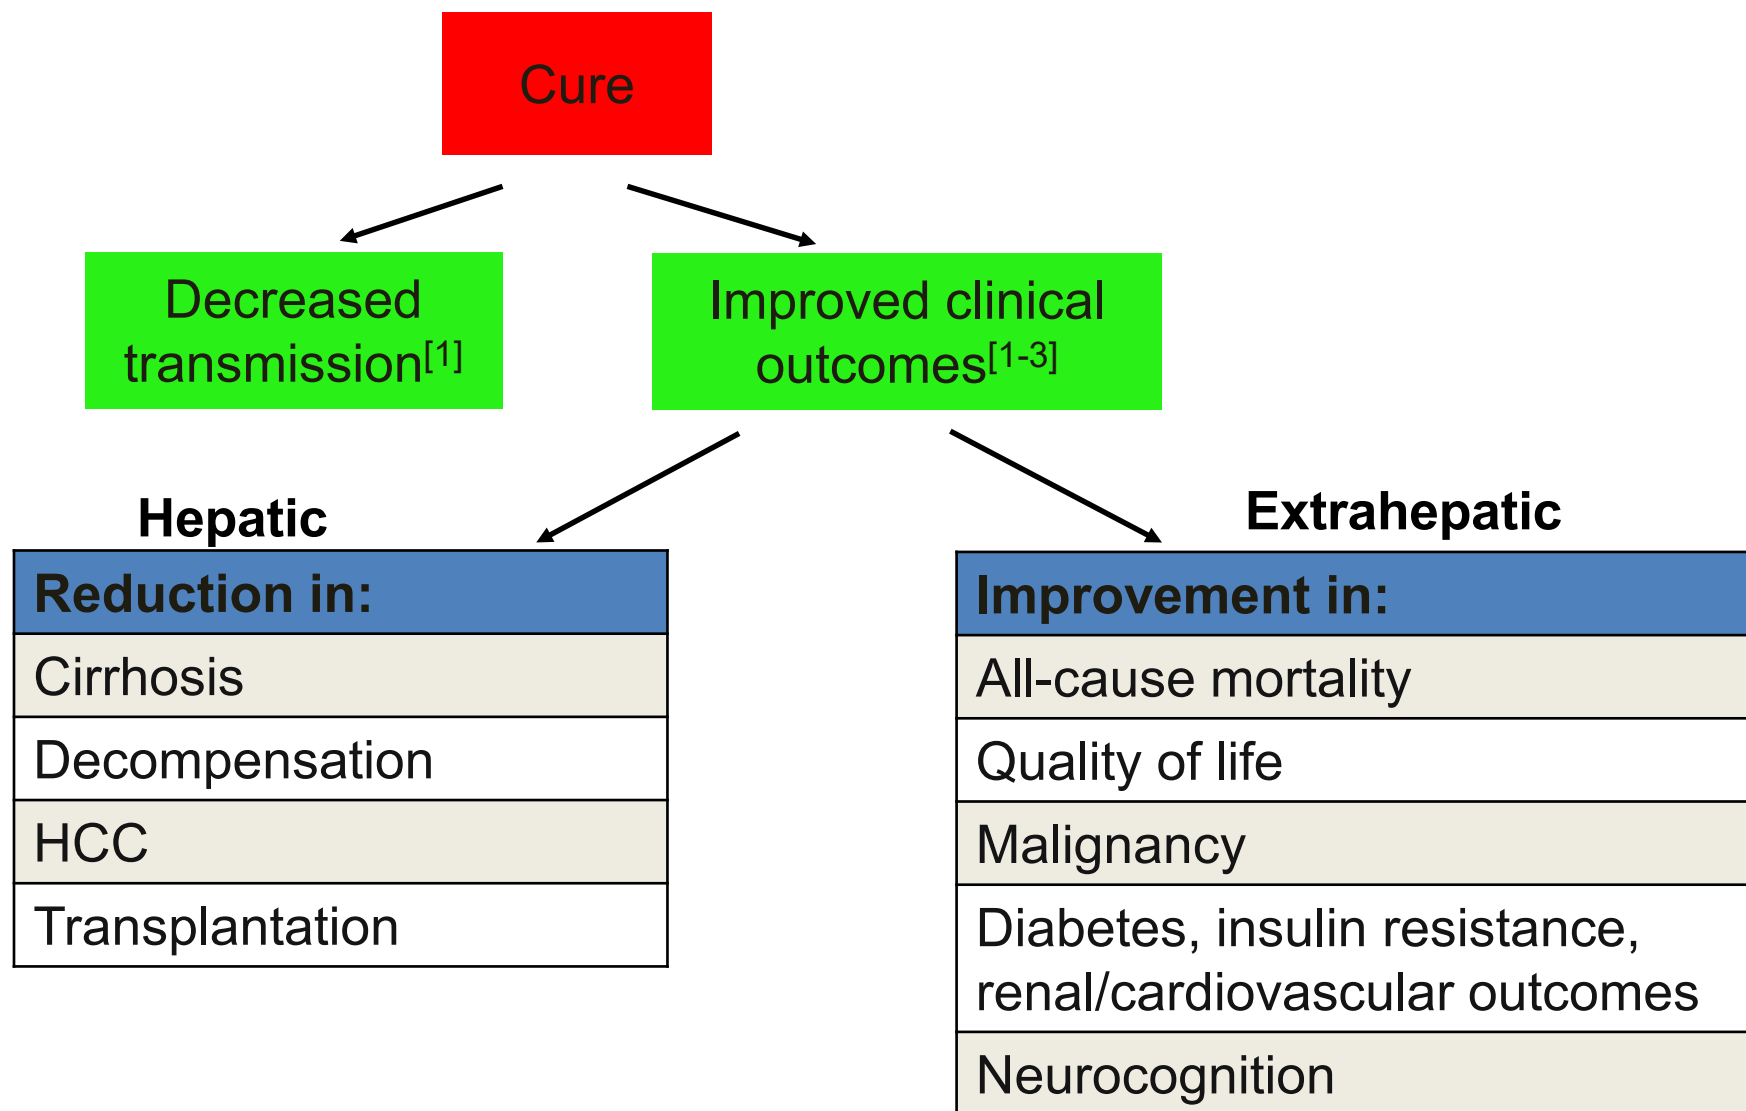 Cure
Decreased
transmission[1]
Improved clinical
outcomes[1-3]
Hepatic
Reduction in:
Cirrhosis
Decompensation
HCC
Transplantation
Extrahepatic
Improvement in:
All-cause mortality
Quality of life
Malignancy
Diabetes, insulin resistance,
renal/cardiovascular outcomes
Neurocognition